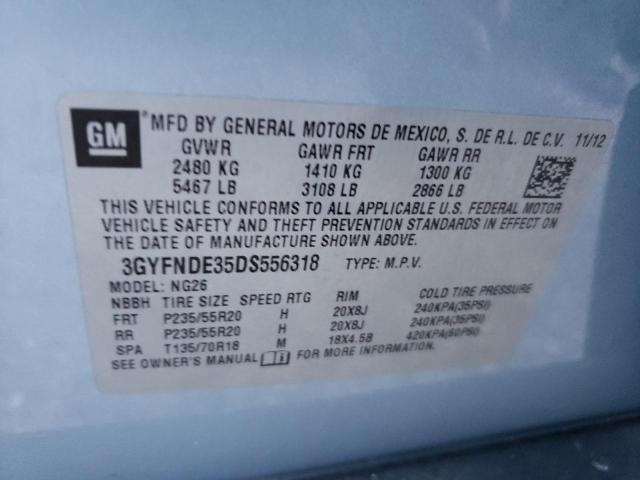 GM ®MFD BY GENERAL MOTORS DE MEXICO, S. DE R.L. DE C.V. 11/12
GVWR GAWR FRT GAWR RR
2480 KG 1410 KG 1300 KG
5467 LB 3108 LB 2866 LB
THIS VEHICLE CONFORMS TO ALL APPLICABLE U.S. FEDERAL MOTOR
VEHICLE SAFETY AND THEFT PREVENTION STANDARDS IN EFFECT ON
THE DATE OF MANUFACTURE SHOWN ABOVE.
3GYFNDE35DS556318 TYPE: M.P.V.
MODEL: NG26
NBBH TIRE SIZE SPEED RTG RIM COLD TIRE PRESSURE
FRT P235/55R20 H 20X8J 240KPA(35PSI)
RR P235/55R20 H 20X8J 240KPA(35PSI)
SPA T135/70R18 M 18X4.5B 420KPA(60PSI)
SEE OWNER'S MANUAL FOR MORE INFORMATION.